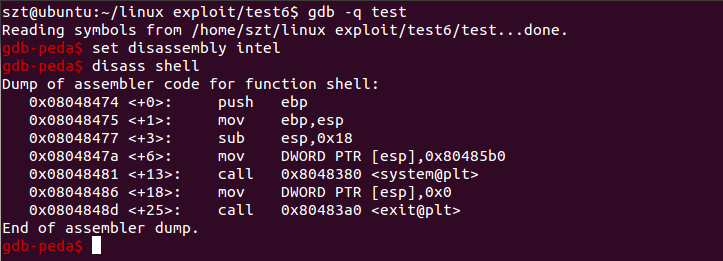 szt@ubuntu:~/linux exploit/test6$ gdb -q test
Reading symbols from /home/szt/linux exploit/test6/test...done.
gdb-peda$ set disassembly intel
gdb-peda$ disass shell
Dump of assembler code for function shell:
   0x08048474 <+0>:     push   ebp
   0x08048475 <+1>:     mov    ebp,esp
   0x08048477 <+3>:     sub    esp,0x18
   0x0804847a <+6>:     mov    DWORD PTR [esp],0x80485b0
   0x08048481 <+13>:    call   0x8048380 <system@plt>
   0x08048486 <+18>:    mov    DWORD PTR [esp],0x0
   0x0804848d <+25>:    call   0x80483a0 <exit@plt>
End of assembler dump.
gdb-peda$